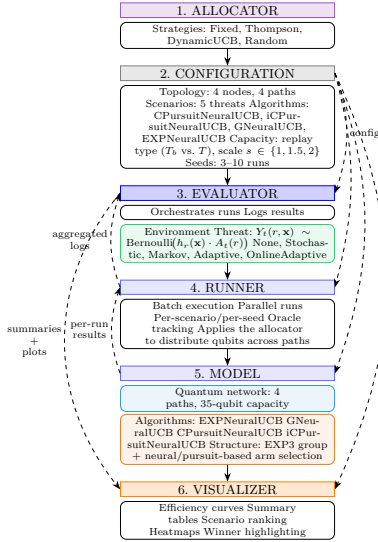 1. ALLOCATOR
Strategies: Fixed, Thompson,
DynamicUCB, Random
2. CONFIGURATION
Topology: 4 nodes, 4 paths
Scenarios: 5 threats Algorithms:
CPursuitNeuralUCB, iCPur-
suitNeuralUCB, GNeuralUCB,
EXPNeuralUCB Capacity: replay
type (T_b vs. T), scale s ∈ {1, 1.5, 2}
Seeds: 3–10 runs
config
3. EVALUATOR
Orchestrates runs Logs results
Environment Threat: Y_t(r, x) ∼
Bernoulli(h_r(x) · A_t(r)) None, Stochas-
tic, Markov, Adaptive, OnlineAdaptive
aggregated
logs
4. RUNNER
Batch execution Parallel runs
Per-scenario/per-seed Oracle
tracking Applies the allocator
to distribute qubits across paths
summaries
+
plots
per-run
results
5. MODEL
Quantum network: 4
paths, 35-qubit capacity
Algorithms: EXPNeuralUCB GNeu-
ralUCB CPursuitNeuralUCB iCPur-
suitNeuralUCB Structure: EXP3 group
+ neural/pursuit-based arm selection
6. VISUALIZER
Efficiency curves Summary
tables Scenario ranking
Heatmaps Winner highlighting